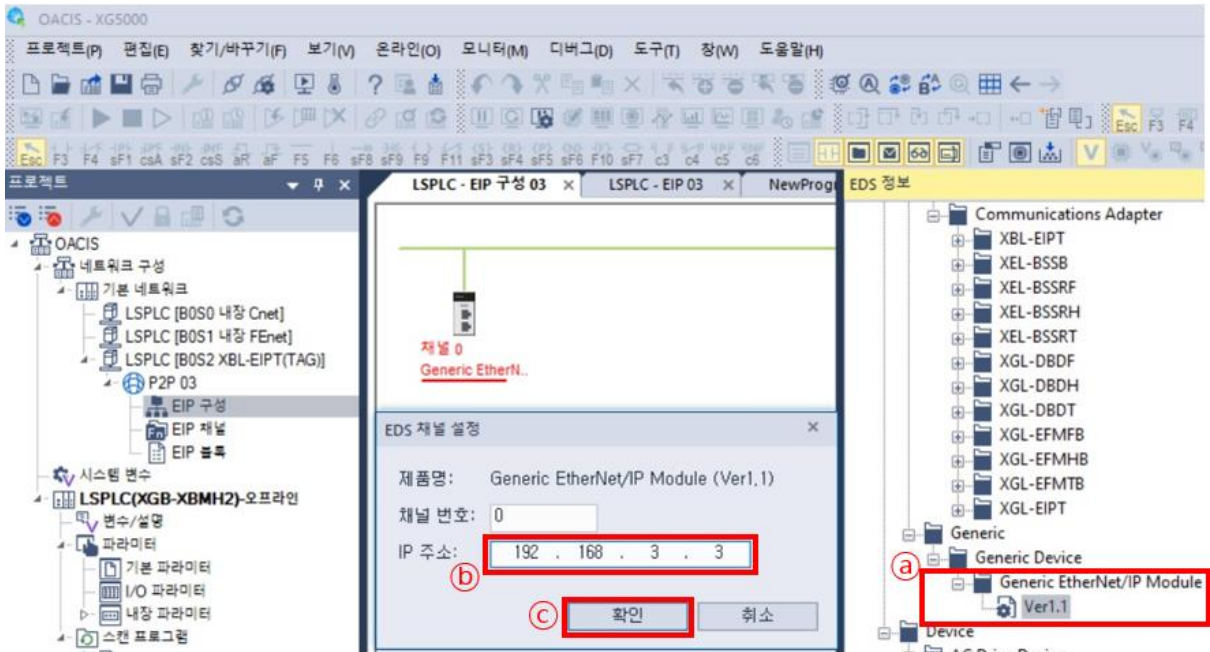 OACIS - XG5000
프로젝트(P) 편집(E) 찾기/바꾸기(F) 보기(V) 온라인(O) 모니터(M) 디버그(D) 도구(T) 창(W) 도움말(H)
Esc F3 F4
Esc F3 F4 sF1 csA sF2 csS aR aF F5 F6 sF8 sF9 F9 F11 sF3 sF4 sF5 sF6 F10 sF7 c3 c4 c5 c6
프로젝트
OACIS
네트워크 구성
기본 네트워크
LSPLC [B0S0 내장 Cnet]
LSPLC [B0S1 내장 FEnet]
LSPLC [B0S2 XBL-EIPT(TAG)]
P2P 03
EIP 구성
EIP 채널
EIP 블록
시스템 변수
LSPLC(XGB-XBMH2)-오프라인
변수/설명
파라미터
기본 파라미터
I/O 파라미터
내장 파라미터
스캔 프로그램
LSPLC - EIP 구성 03 LSPLC - EIP 03 NewProgr
채널 0
Generic EtherN..
EDS 채널 설정
제품명: Generic EtherNet/IP Module (Ver1,1)
채널 번호: 0
IP 주소: 192 . 168 . 3 . 3
ⓑ
ⓒ 확인 취소
EDS 정보
Communications Adapter
XBL-EIPT
XEL-BSSB
XEL-BSSRF
XEL-BSSRH
XEL-BSSRT
XGL-DBDF
XGL-DBDH
XGL-DBDT
XGL-EFMFB
XGL-EFMHB
XGL-EFMTB
XGL-EIPT
Generic
Generic Device
ⓐ Generic EtherNet/IP Module
Ver1.1
Device